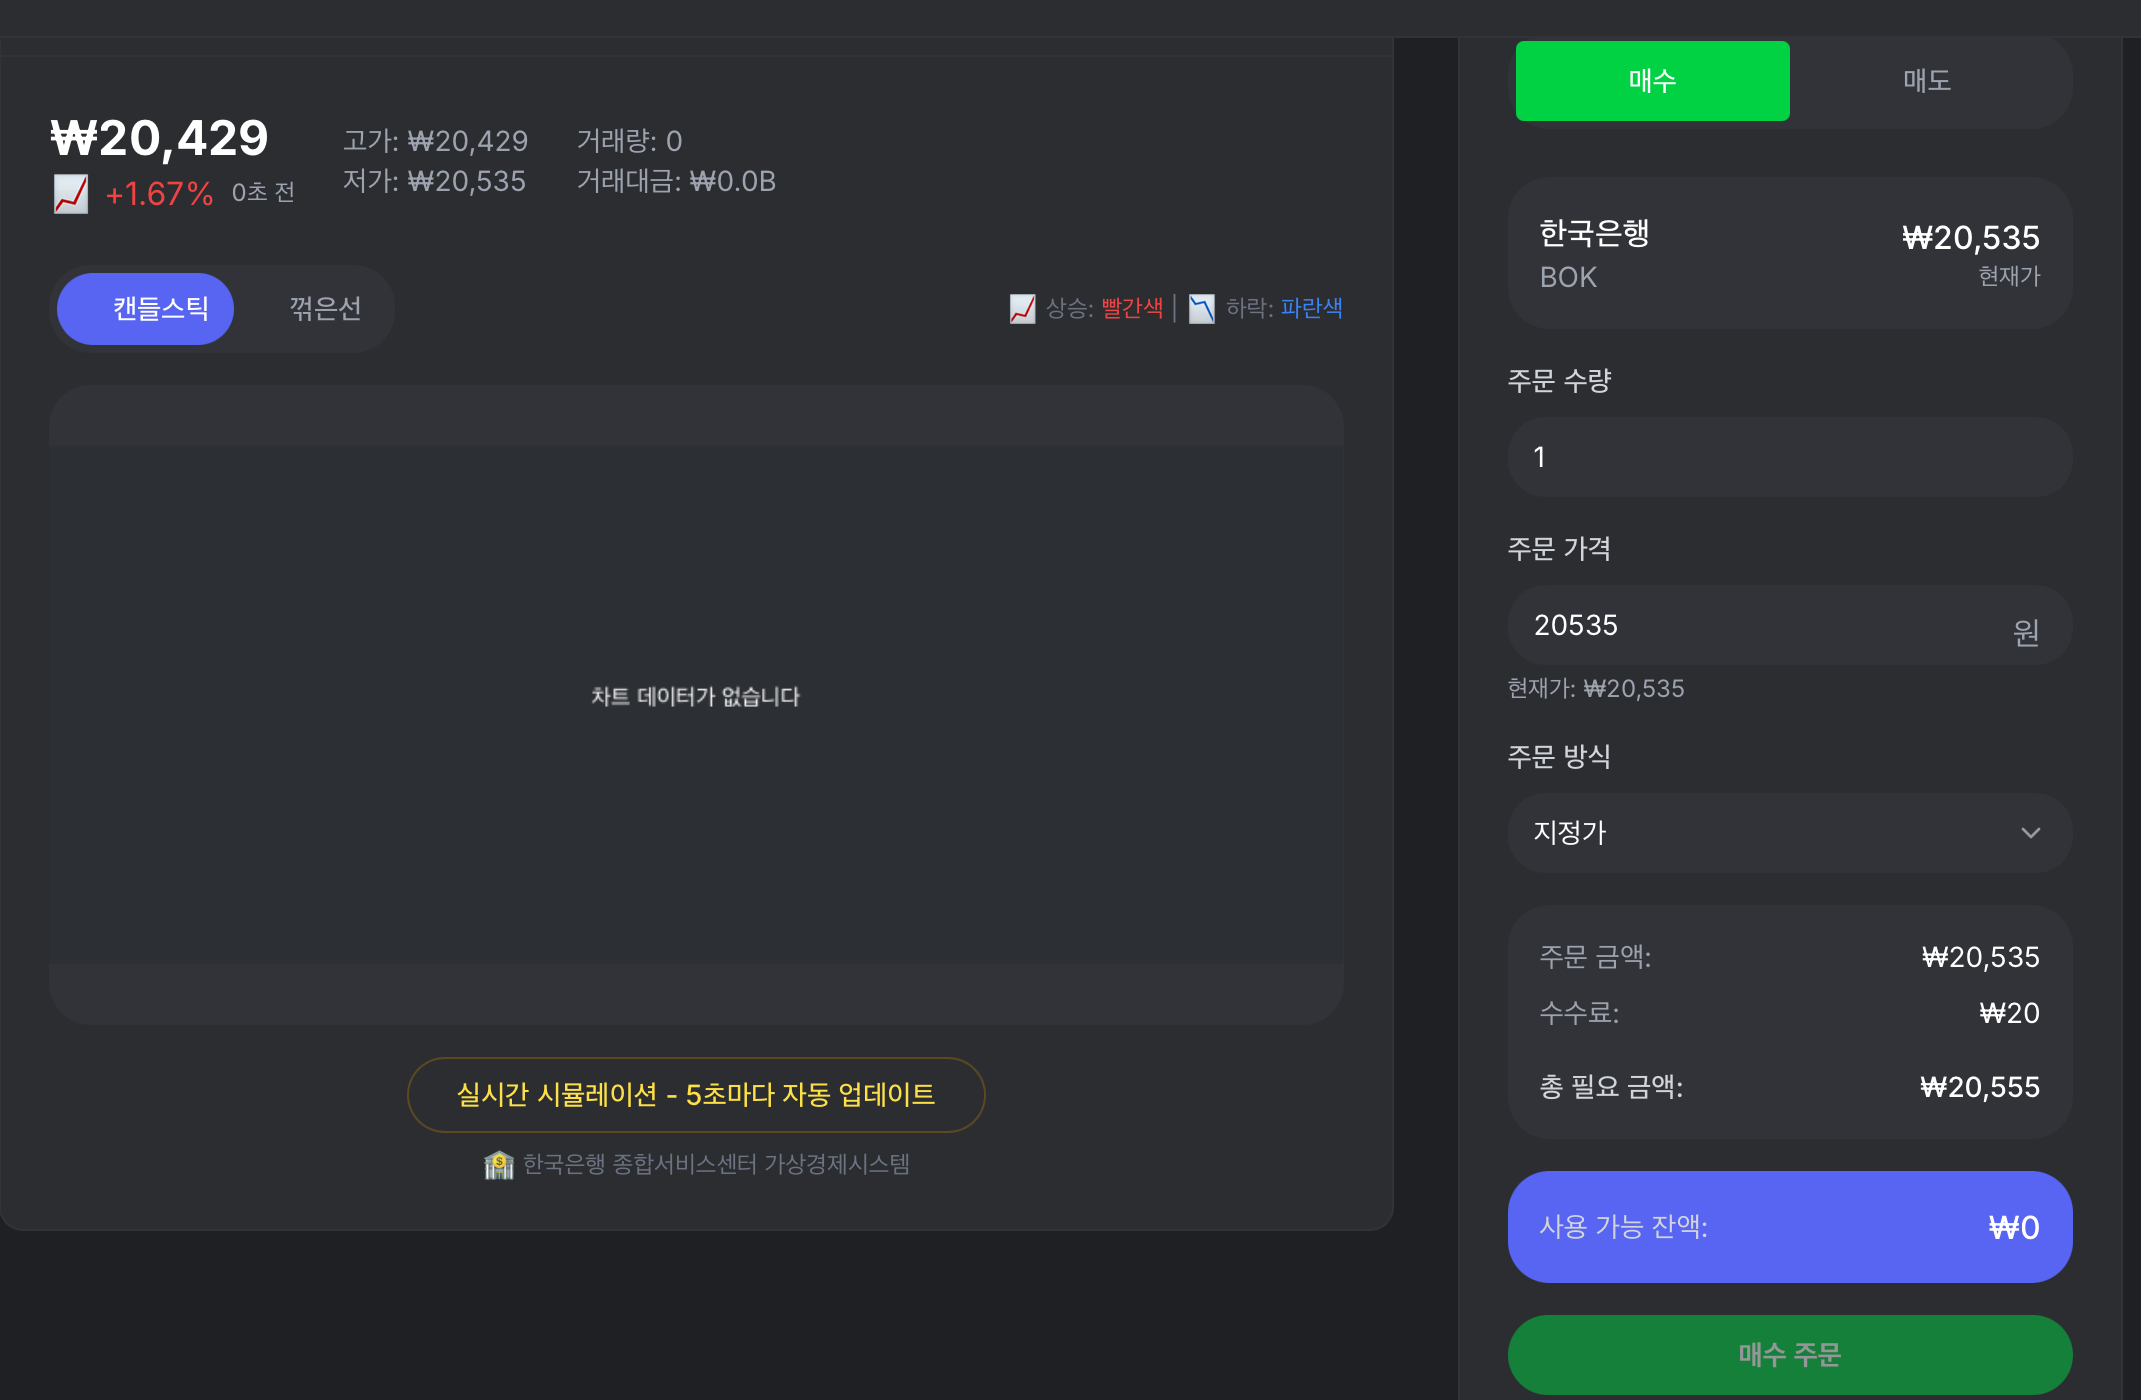 ₩20,429
📈 +1.67% 0초 전
고가: ₩20,429 거래량: 0
저가: ₩20,535 거래대금: ₩0.0B
캔들스틱 꺾은선
📈 상승: 빨간색 | 📉 하락: 파란색
차트 데이터가 없습니다
실시간 시뮬레이션 - 5초마다 자동 업데이트
🏦 한국은행 종합서비스센터 가상경제시스템
매수 매도
한국은행 ₩20,535
BOK 현재가
주문 수량
1
주문 가격
20535 원
현재가: ₩20,535
주문 방식
지정가
주문 금액: ₩20,535
수수료: ₩20
총 필요 금액: ₩20,555
사용 가능 잔액: ₩0
매수 주문